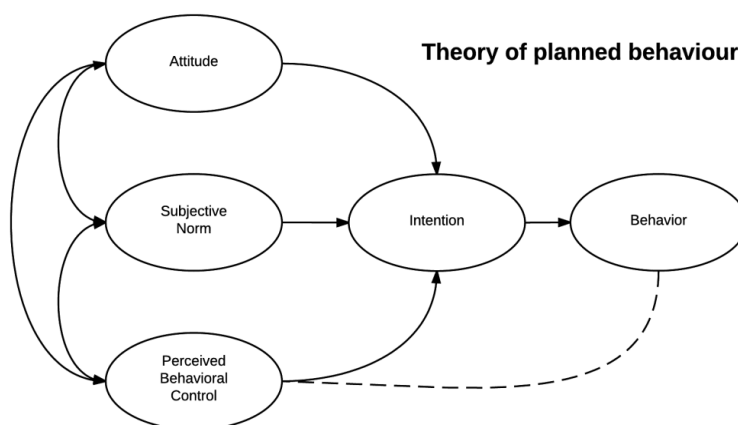 Theory of planned behaviour
Attitude
Subjective
Norm
Intention
Behavior
Perceived
Behavioral
Control